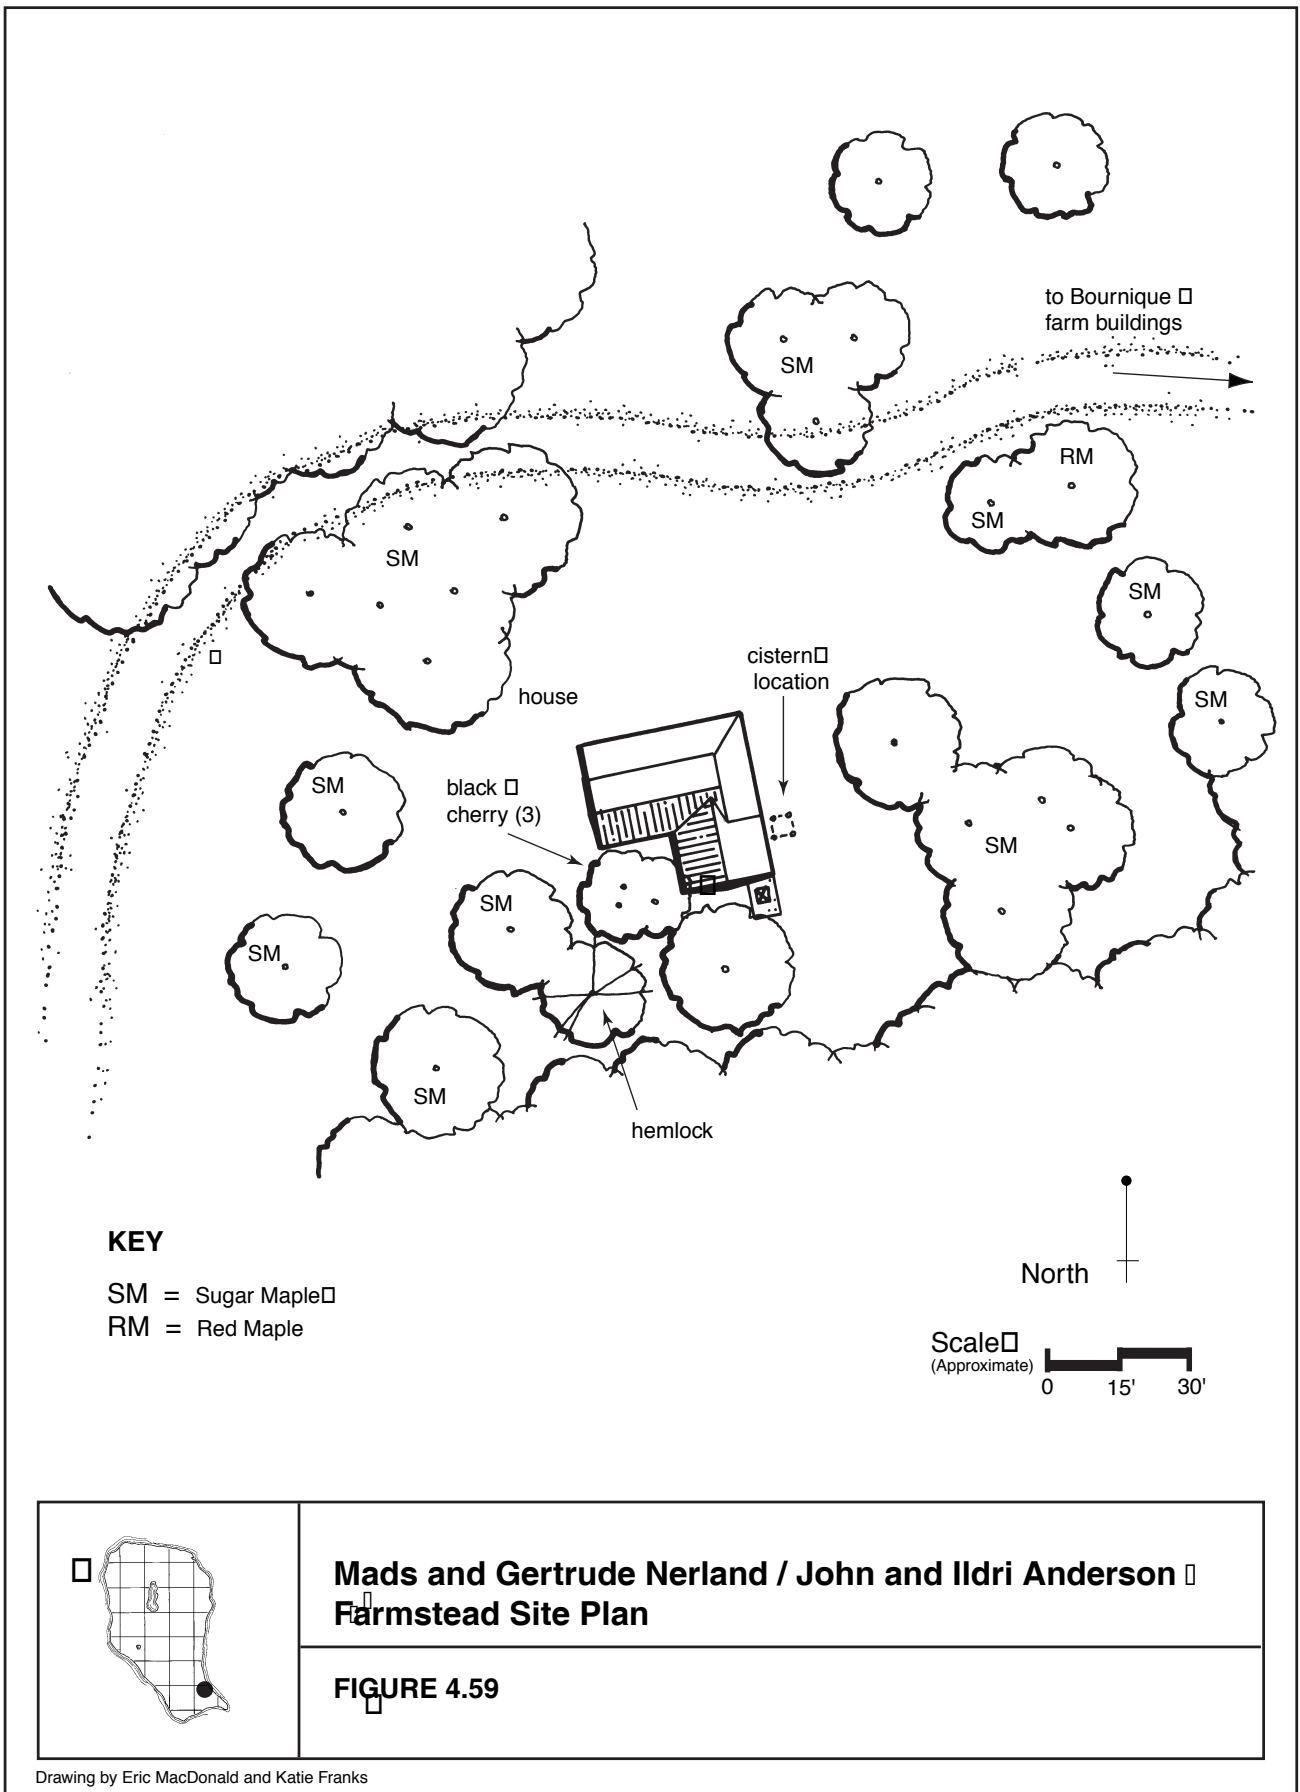 to Bournique
farm buildings
SM
RM
SM
SM
SM
SM
cistern
location
house
SM
black
cherry (3)
SM
SM
SM
SM
hemlock
KEY
SM = Sugar Maple
RM = Red Maple
North
Scale
(Approximate)
0 15' 30'
Mads and Gertrude Nerland / John and Ildri Anderson
Farmstead Site Plan
FIGURE 4.59
Drawing by Eric MacDonald and Katie Franks